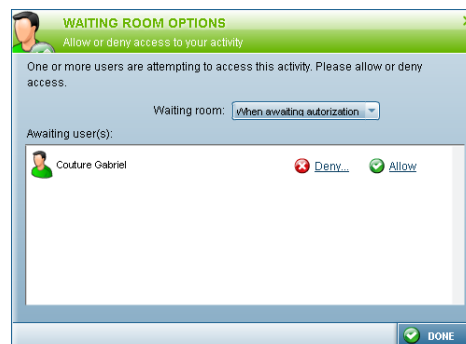 WAITING ROOM OPTIONS
Allow or deny access to your activity
One or more users are attempting to access this activity. Please allow or deny
access.
Waiting room: When awaiting autorization
Awaiting user(s):
Couture Gabriel Deny... Allow
DONE